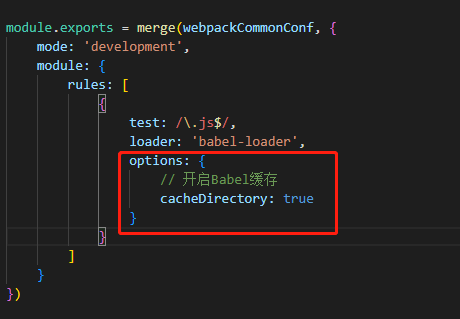 module.exports = merge(webpackCommonConf, {
    mode: 'development',
    module: {
        rules: [
            {
                test: /\.js$/,
                loader: 'babel-loader',
                options: {
                    // 开启Babel缓存
                    cacheDirectory: true
                }
            }
        ]
    }
})